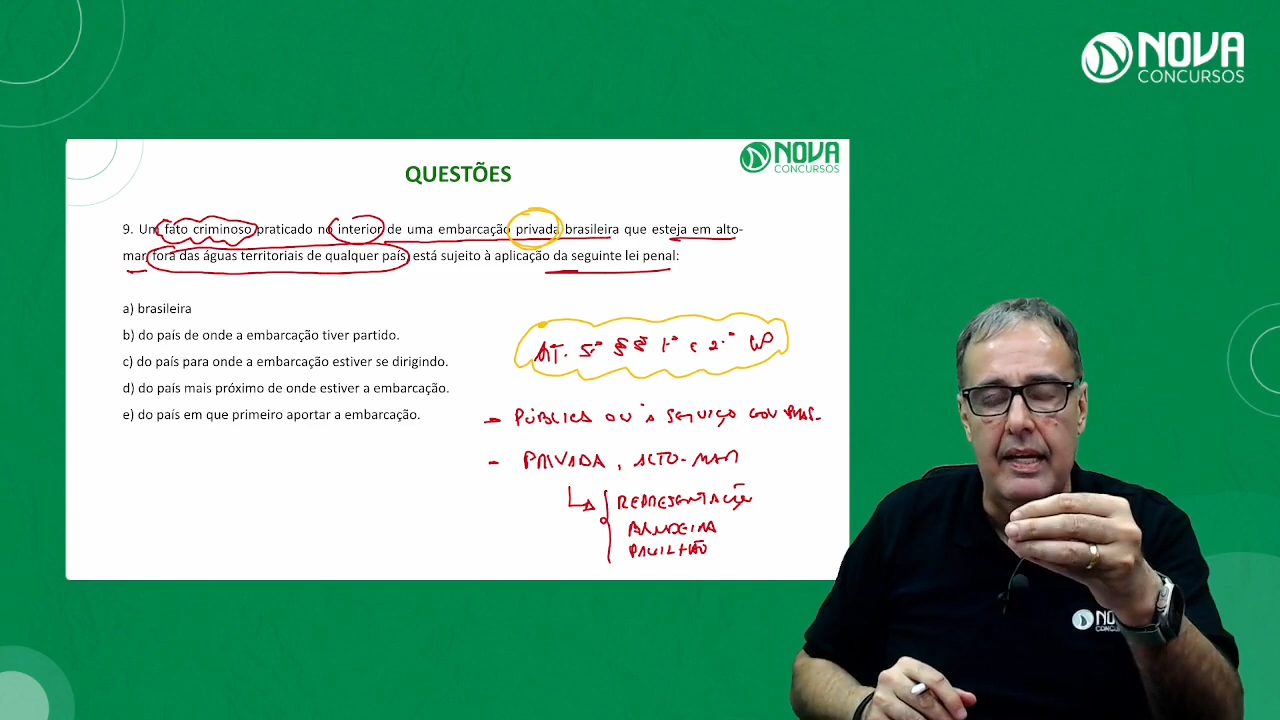 NOVA
CONCURSOS
NOVA
CONCURSOS
QUESTÕES
9. Um fato criminoso praticado no interior de uma embarcação privada brasileira que esteja em alto-
mar, fora das águas territoriais de qualquer país, está sujeito à aplicação da seguinte lei penal:
a) brasileira
b) do país de onde a embarcação tiver partido.
c) do país para onde a embarcação estiver se dirigindo.
d) do país mais próximo de onde estiver a embarcação.
e) do país em que primeiro aportar a embarcação.
ART. 5º §§ 1º e 2º CP
PÚBLICA OU À SERVIÇO GOV BRAS.
- PRIVADA, ALTO-MAR
REPRESENTAÇÃO
BANDEIRA
PAVILHÃO
NO
CONCU